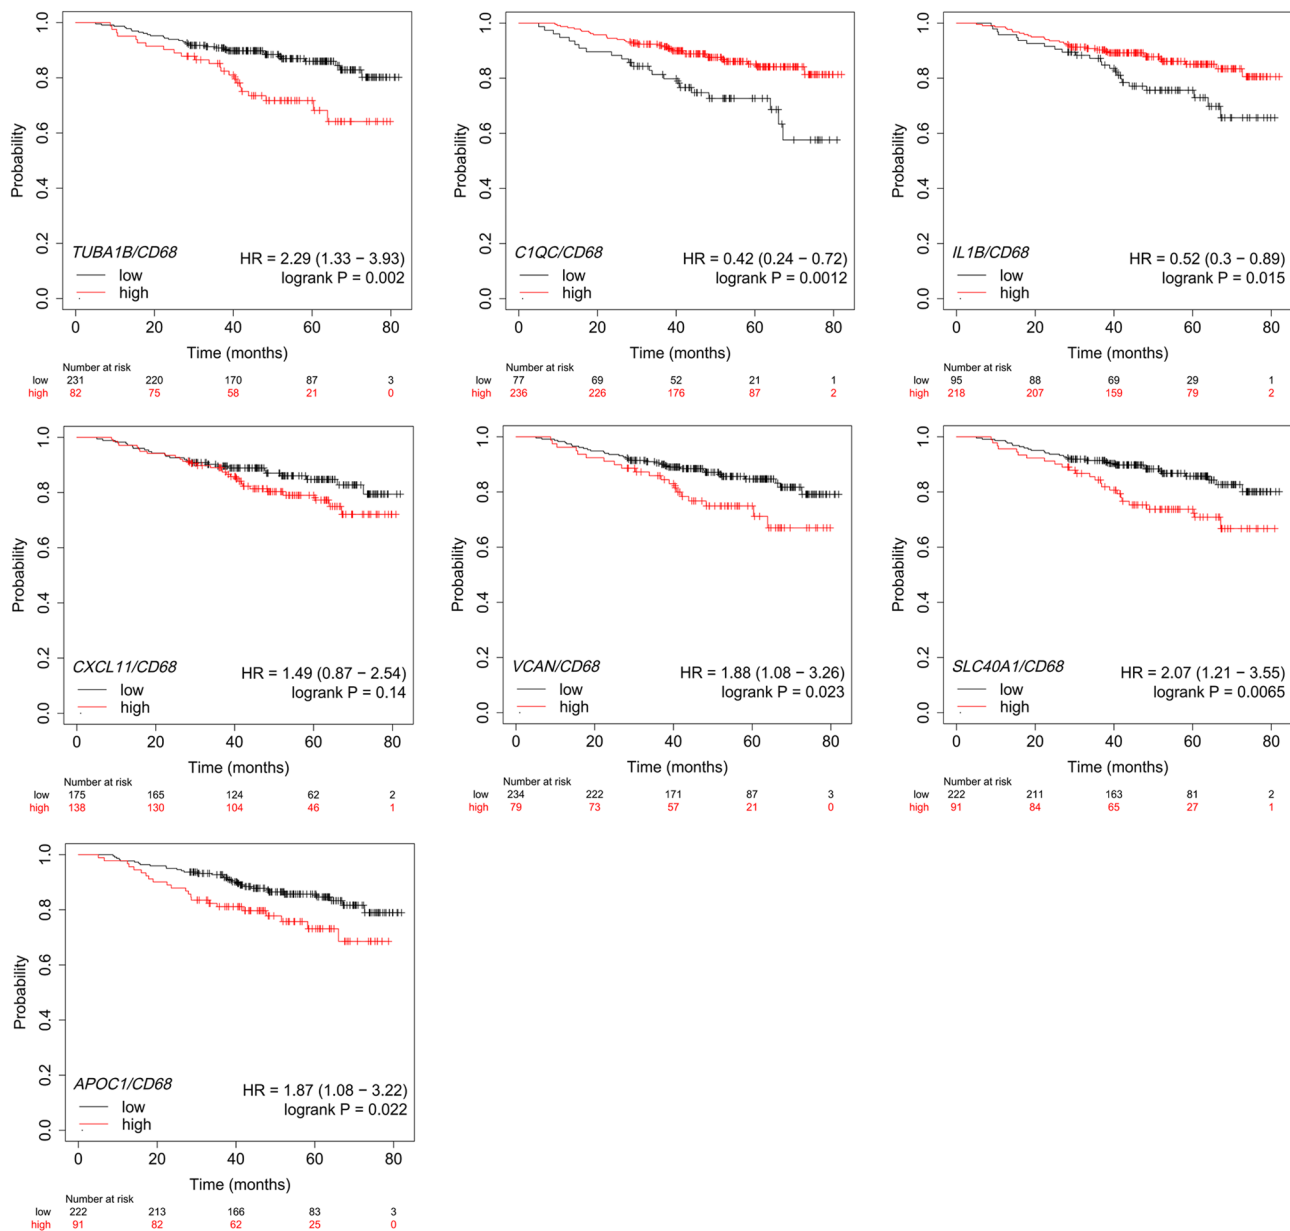 1.0
0.8
0.6
0.4
0.2
0.0
Probability
TUBA1B/CD68
low
high
HR = 2.29 (1.33 − 3.93)
logrank P = 0.002
0 20 40 60 80
Time (months)
Number at risk
low 231 220 170 87 3
high 82 75 58 21 0
1.0
0.8
0.6
0.4
0.2
0.0
Probability
C1QC/CD68
low
high
HR = 0.42 (0.24 − 0.72)
logrank P = 0.0012
0 20 40 60 80
Time (months)
Number at risk
low 77 69 52 21 1
high 236 226 176 87 2
1.0
0.8
0.6
0.4
0.2
0.0
Probability
IL1B/CD68
low
high
HR = 0.52 (0.3 − 0.89)
logrank P = 0.015
0 20 40 60 80
Time (months)
Number at risk
low 95 88 69 29 1
high 218 207 159 79 2
1.0
0.8
0.6
0.4
0.2
0.0
Probability
CXCL11/CD68
low
high
HR = 1.49 (0.87 − 2.54)
logrank P = 0.14
0 20 40 60 80
Time (months)
Number at risk
low 175 165 124 62 2
high 138 130 104 46 1
1.0
0.8
0.6
0.4
0.2
0.0
Probability
VCAN/CD68
low
high
HR = 1.88 (1.08 − 3.26)
logrank P = 0.023
0 20 40 60 80
Time (months)
Number at risk
low 234 222 171 87 3
high 79 73 57 21 0
1.0
0.8
0.6
0.4
0.2
0.0
Probability
SLC40A1/CD68
low
high
HR = 2.07 (1.21 − 3.55)
logrank P = 0.0065
0 20 40 60 80
Time (months)
Number at risk
low 222 211 163 81 2
high 91 84 65 27 1
1.0
0.8
0.6
0.4
0.2
0.0
Probability
APOC1/CD68
low
high
HR = 1.87 (1.08 − 3.22)
logrank P = 0.022
0 20 40 60 80
Time (months)
Number at risk
low 222 213 166 83 3
high 91 82 62 25 0